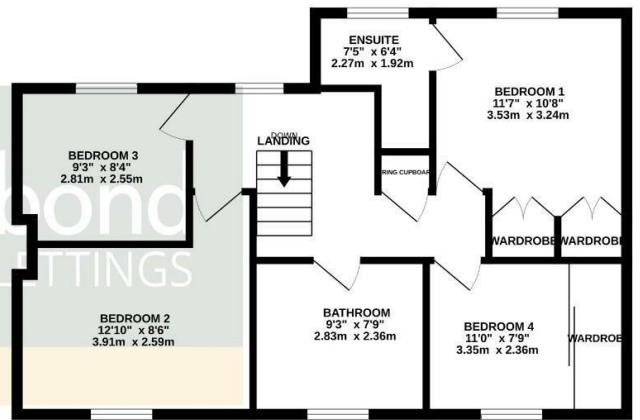 ENSUITE
7'5" x 6'4"
2.27m x 1.92m
BEDROOM 1
11'7" x 10'8"
3.53m x 3.24m
BEDROOM 3
9'3" x 8'4"
2.81m x 2.55m
DOWN
LANDING
RING CUPBOAR
WARDROBE
WARDROBE
bond
LETTINGS
BEDROOM 2
12'10" x 8'6"
3.91m x 2.59m
BATHROOM
9'3" x 7'9"
2.83m x 2.36m
BEDROOM 4
11'0" x 7'9"
3.35m x 2.36m
WARDROB